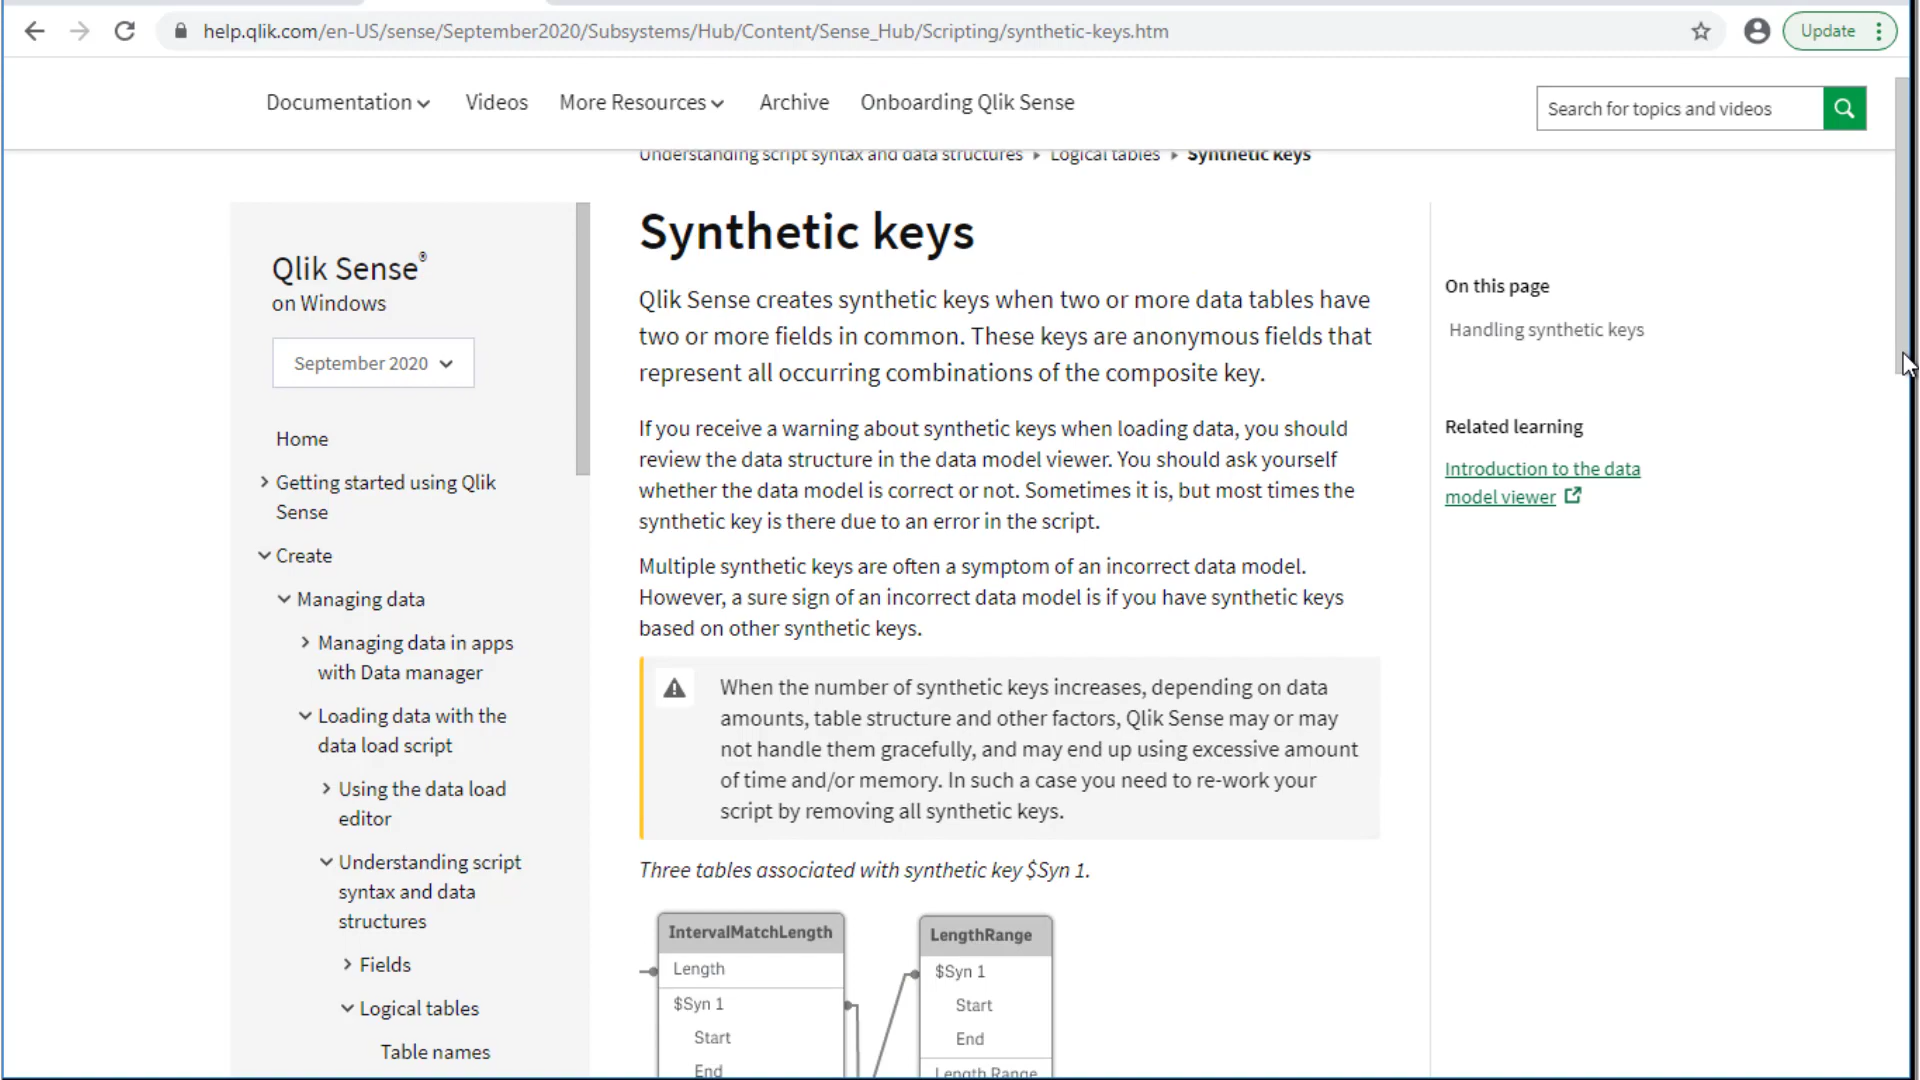 help.qlik.com/en-US/sense/September2020/Subsystems/Hub/Content/Sense_Hub/Scripting/synthetic-keys.htm
Update
Documentation
Videos
More Resources
Archive
Onboarding Qlik Sense
Search for topics and videos
Understanding script syntax and data structures ▸ Logical tables ▸ Synthetic keys
Qlik Sense®
on Windows
September 2020
Home
Getting started using Qlik
Sense
Create
Managing data
Managing data in apps
with Data manager
Loading data with the
data load script
Using the data load
editor
Understanding script
syntax and data
structures
Fields
Logical tables
Table names
Synthetic keys
Qlik Sense creates synthetic keys when two or more data tables have
two or more fields in common. These keys are anonymous fields that
represent all occurring combinations of the composite key.
If you receive a warning about synthetic keys when loading data, you should
review the data structure in the data model viewer. You should ask yourself
whether the data model is correct or not. Sometimes it is, but most times the
synthetic key is there due to an error in the script.
Multiple synthetic keys are often a symptom of an incorrect data model.
However, a sure sign of an incorrect data model is if you have synthetic keys
based on other synthetic keys.
When the number of synthetic keys increases, depending on data
amounts, table structure and other factors, Qlik Sense may or may
not handle them gracefully, and may end up using excessive amount
of time and/or memory. In such a case you need to re-work your
script by removing all synthetic keys.
Three tables associated with synthetic key $Syn 1.
IntervalMatchLength
Length
$Syn 1
Start
End
LengthRange
$Syn 1
Start
End
Length Range
On this page
Handling synthetic keys
Related learning
Introduction to the data
model viewer